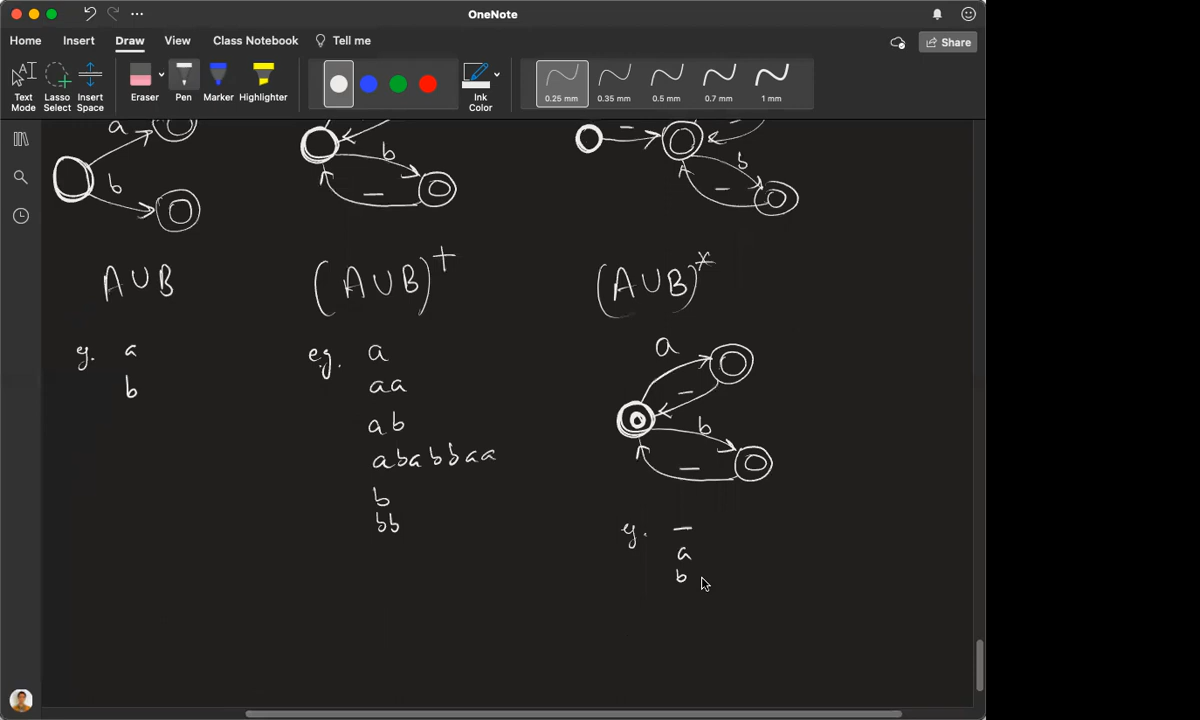 OneNote
Home Insert Draw View Class Notebook Tell me
Share
Text Mode
Lasso Select
Insert Space
Eraser
Pen
Marker
Highlighter
Ink Color
0.25 mm
0.35 mm
0.5 mm
0.7 mm
1 mm
a
b
b
–
–
b
–
–
A ∪ B
(A ∪ B)⁺
(A ∪ B)*
a
b
eg. a
aa
ab
ababbaa
b
bb
a
–
b
–
–
a
b